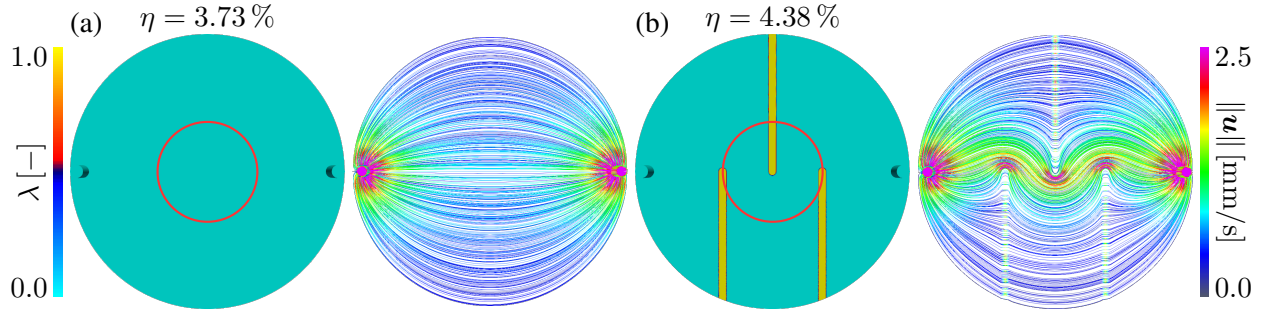 (a) η = 3.73 %
(b) η = 4.38 %
1.0
λ [−]
0.0
2.5
||u|| [mm/s]
0.0